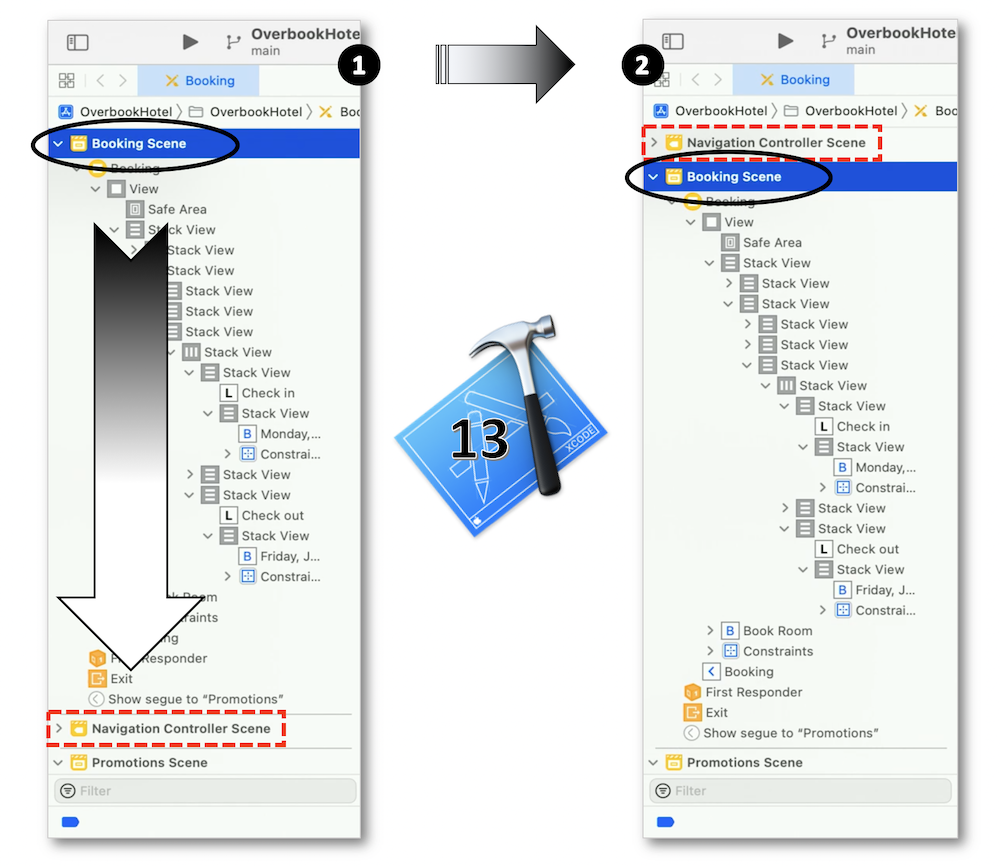 OverbookHote
main
1
Booking
OverbookHotel
OverbookHotel
Boo
Booking Scene
Booking
View
Safe Area
Stack View
Stack View
Stack View
Stack View
Stack View
Stack View
Stack View
Stack View
L Check in
Stack View
B Monday,...
Constrai...
Stack View
Stack View
L Check out
Stack View
B Friday, J...
Constrai...
Room
raints
ng
First Responder
Exit
Show segue to “Promotions”
Navigation Controller Scene
Promotions Scene
Filter
13
XCODE
OverbookHote
main
2
Booking
OverbookHotel
OverbookHotel
Boo
Navigation Controller Scene
Booking Scene
Booking
View
Safe Area
Stack View
Stack View
Stack View
Stack View
Stack View
Stack View
Stack View
Stack View
L Check in
Stack View
B Monday,...
Constrai...
Stack View
Stack View
L Check out
Stack View
B Friday, J...
Constrai...
B Book Room
Constraints
Booking
First Responder
Exit
Show segue to “Promotions”
Promotions Scene
Filter